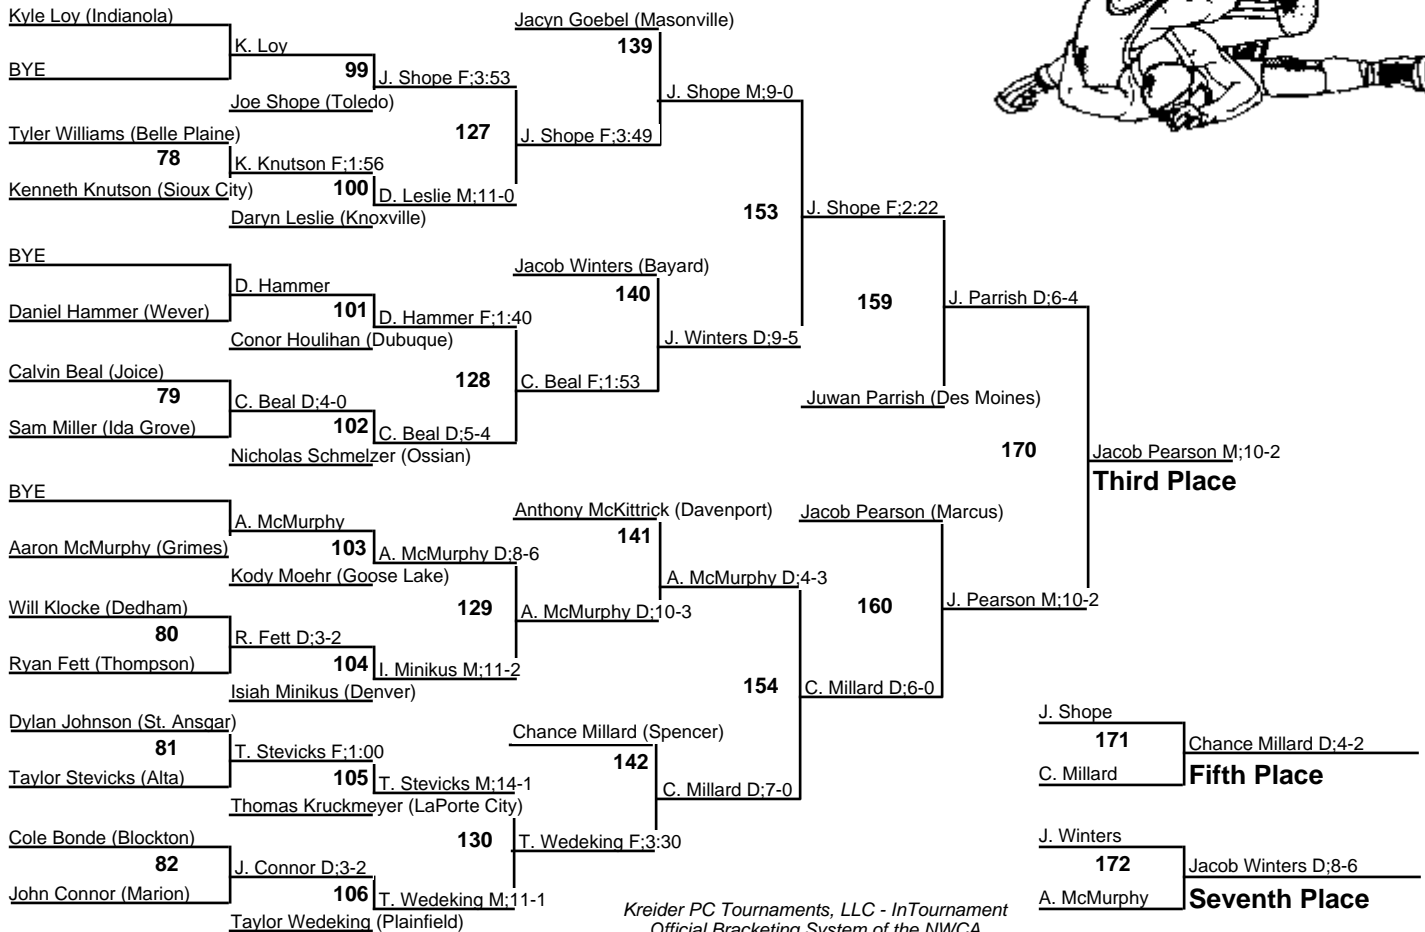 Kyle Loy (Indianola)
BYE
Tyler Williams (Belle Plaine)
78
Kenneth Knutson (Sioux City)
BYE
Daniel Hammer (Wever)
Calvin Beal (Joice)
79
Sam Miller (Ida Grove)
BYE
Aaron McMurphy (Grimes)
Will Klocke (Dedham)
80
Ryan Fett (Thompson)
Dylan Johnson (St. Ansgar)
81
Taylor Stevicks (Alta)
Cole Bonde (Blockton)
82
John Connor (Marion)
K. Loy
99
Joe Shope (Toledo)
K. Knutson F;1:56
100
Daryn Leslie (Knoxville)
D. Hammer
101
Conor Houlihan (Dubuque)
C. Beal D;4-0
102
Nicholas Schmelzer (Ossian)
A. McMurphy
103
Kody Moehr (Goose Lake)
R. Fett D;3-2
104
Isiah Minikus (Denver)
T. Stevicks F;1:00
105
Thomas Kruckmeyer (LaPorte City)
J. Connor D;3-2
106
Taylor Wedeking (Plainfield)
J. Shope F;3:53
127
D. Leslie M;11-0
D. Hammer F;1:40
128
C. Beal D;5-4
A. McMurphy D;8-6
129
I. Minikus M;11-2
T. Stevicks M;14-1
130
T. Wedeking M;11-1
Jacyn Goebel (Masonville)
139
J. Shope F;3:49
Jacob Winters (Bayard)
140
C. Beal F;1:53
Anthony McKittrick (Davenport)
141
A. McMurphy D;10-3
Chance Millard (Spencer)
142
T. Wedeking F;3:30
J. Shope M;9-0
153
J. Winters D;9-5
A. McMurphy D;4-3
154
C. Millard D;7-0
J. Shope F;2:22
159
Juwan Parrish (Des Moines)
Jacob Pearson (Marcus)
160
C. Millard D;6-0
J. Parrish D;6-4
170
J. Pearson M;10-2
Jacob Pearson M;10-2
Third Place
J. Shope
171
C. Millard
Chance Millard D;4-2
Fifth Place
J. Winters
172
A. McMurphy
Jacob Winters D;8-6
Seventh Place
Kreider PC Tournaments, LLC - InTournament
Official Bracketing System of the NWCA